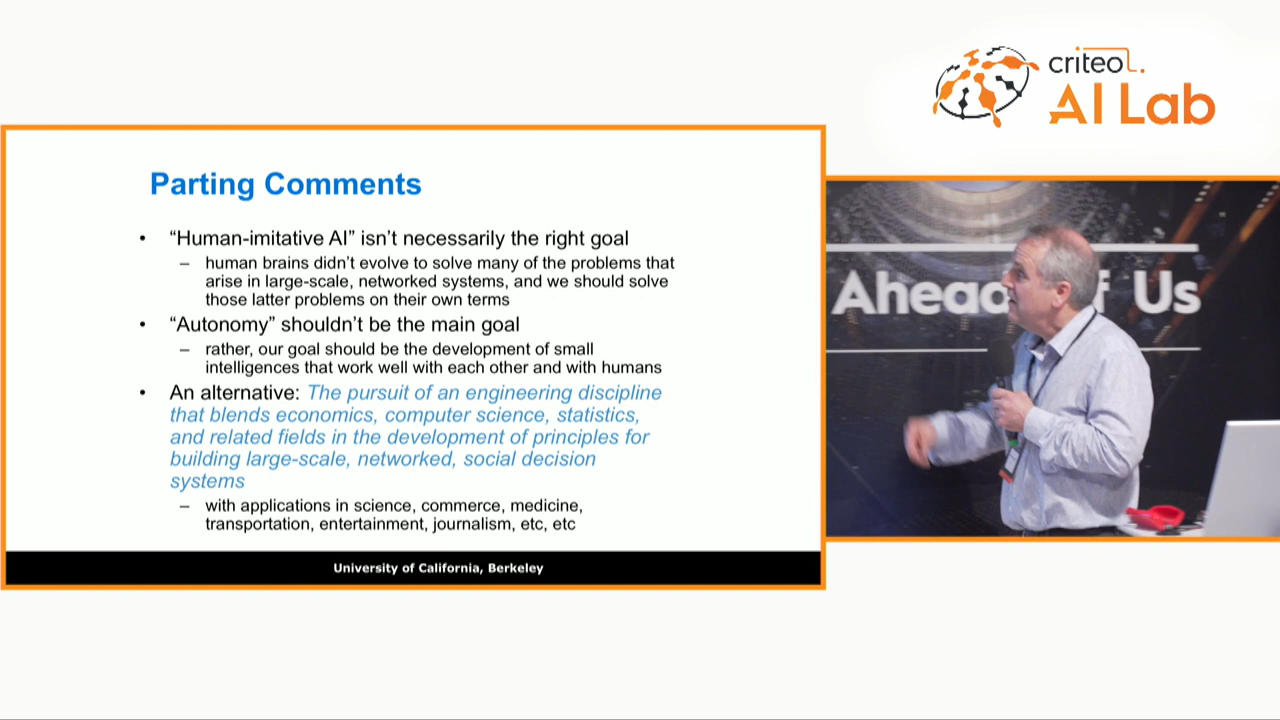 criteo.
AI Lab
Parting Comments
• “Human-imitative AI” isn’t necessarily the right goal
– human brains didn’t evolve to solve many of the problems that
arise in large-scale, networked systems, and we should solve
those latter problems on their own terms
• “Autonomy” shouldn’t be the main goal
– rather, our goal should be the development of small
intelligences that work well with each other and with humans
• An alternative: The pursuit of an engineering discipline
that blends economics, computer science, statistics,
and related fields in the development of principles for
building large-scale, networked, social decision
systems
– with applications in science, commerce, medicine,
transportation, entertainment, journalism, etc, etc
University of California, Berkeley
Ahead f Us